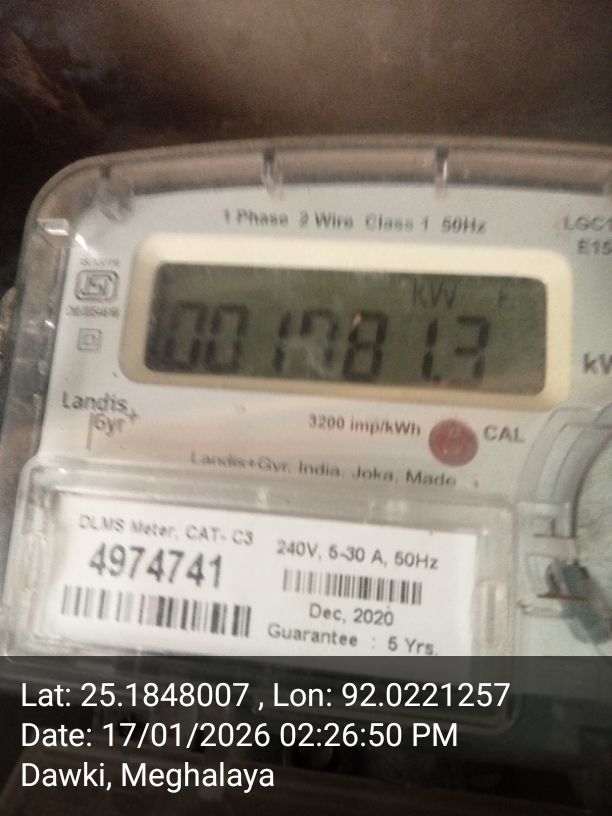 1 Phase 2 Wire Class 1 50Hz
kW
001781.3
Landis+
Gyr
3200 imp/kWh
CAL
Landis+Gyr, India, Joka, Made
DLMS Meter, CAT- C3
4974741
240V, 5-30 A, 50Hz
Dec, 2020
Guarantee : 5 Yrs.
Lat: 25.1848007 , Lon: 92.0221257
Date: 17/01/2026 02:26:50 PM
Dawki, Meghalaya